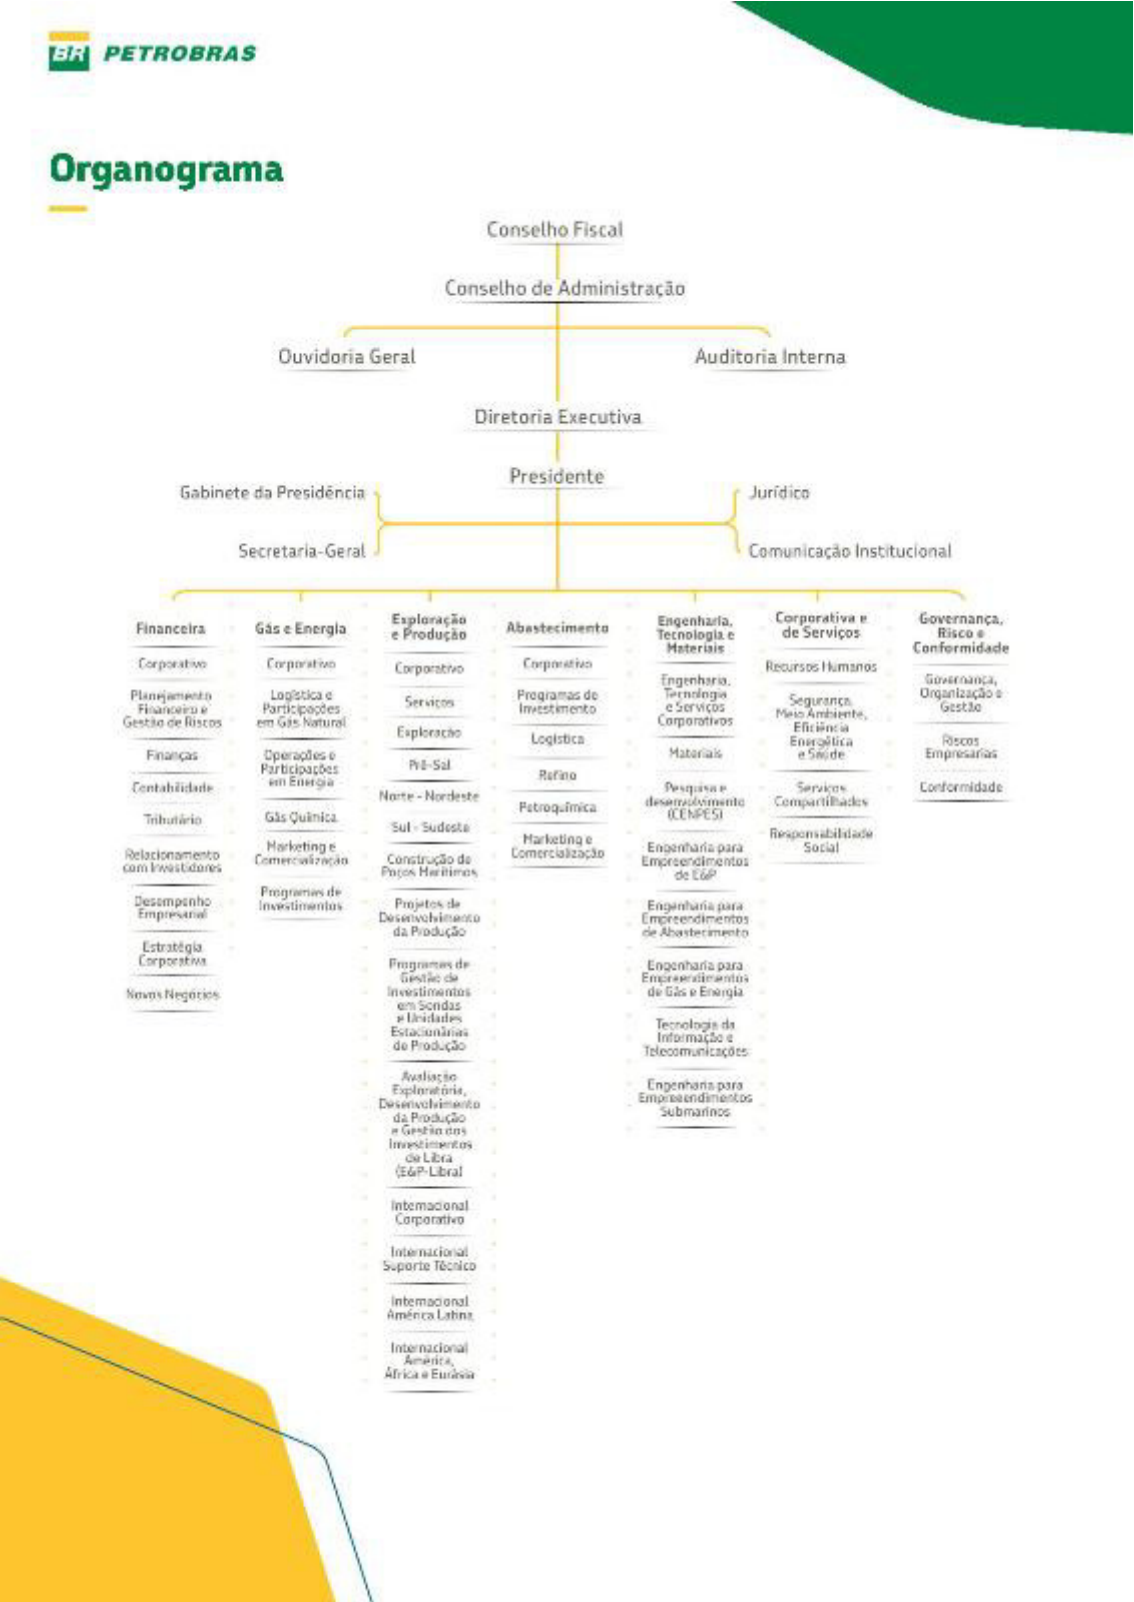 BR PETROBRAS
Organograma
Conselho Fiscal
Conselho de Administração
Ouvidoria Geral
Auditoria Interna
Diretoria Executiva
Presidente
Gabinete da Presidência
Jurídico
Secretaria-Geral
Comunicação Institucional
Financeira
Corporativo
Planejamento
Financeiro e
Gestão de Riscos
Finanças
Contabilidade
Tributário
Relacionamento
com Investidores
Desempenho
Empresarial
Estratégia
Corporativa
Novos Negócios
Gás e Energia
Corporativo
Logística e
Participações
em Gás Natural
Operações e
Participações
em Energia
Gás Química
Marketing e
Comercialização
Programas de
Investimentos
Exploração
e Produção
Corporativo
Serviços
Exploração
Pré-Sal
Norte - Nordeste
Sul - Sudeste
Construção de
Poços Marítimos
Projetos de
Desenvolvimento
da Produção
Programas de
Gestão de
Investimentos
em Sondas
e Unidades
Estacionárias
de Produção
Avaliação
Exploratória,
Desenvolvimento
da Produção
e Gestão dos
Investimentos
de Libra
(E&P-Libra)
Internacional
Corporativo
Internacional
Suporte Técnico
Internacional
América Latina
Internacional
América,
África e Eurásia
Abastecimento
Corporativo
Programas de
Investimento
Logística
Refino
Petroquímica
Marketing e
Comercialização
Engenharia,
Tecnologia e
Materiais
Engenharia,
Tecnologia
e Serviços
Corporativos
Materiais
Pesquisa e
desenvolvimento
(CENPES)
Engenharia para
Empreendimentos
de E&P
Engenharia para
Empreendimentos
de Abastecimento
Engenharia para
Empreendimentos
de Gás e Energia
Tecnologia da
Informação e
Telecomunicações
Engenharia para
Empreeendimentos
Submarinos
Corporativa e
de Serviços
Recursos Humanos
Segurança,
Meio Ambiente,
Eficiência
Energética
e Saúde
Serviços
Compartilhados
Responsabilidade
Social
Governança,
Risco e
Conformidade
Governança,
Organização e
Gestão
Riscos
Empresarias
Conformidade